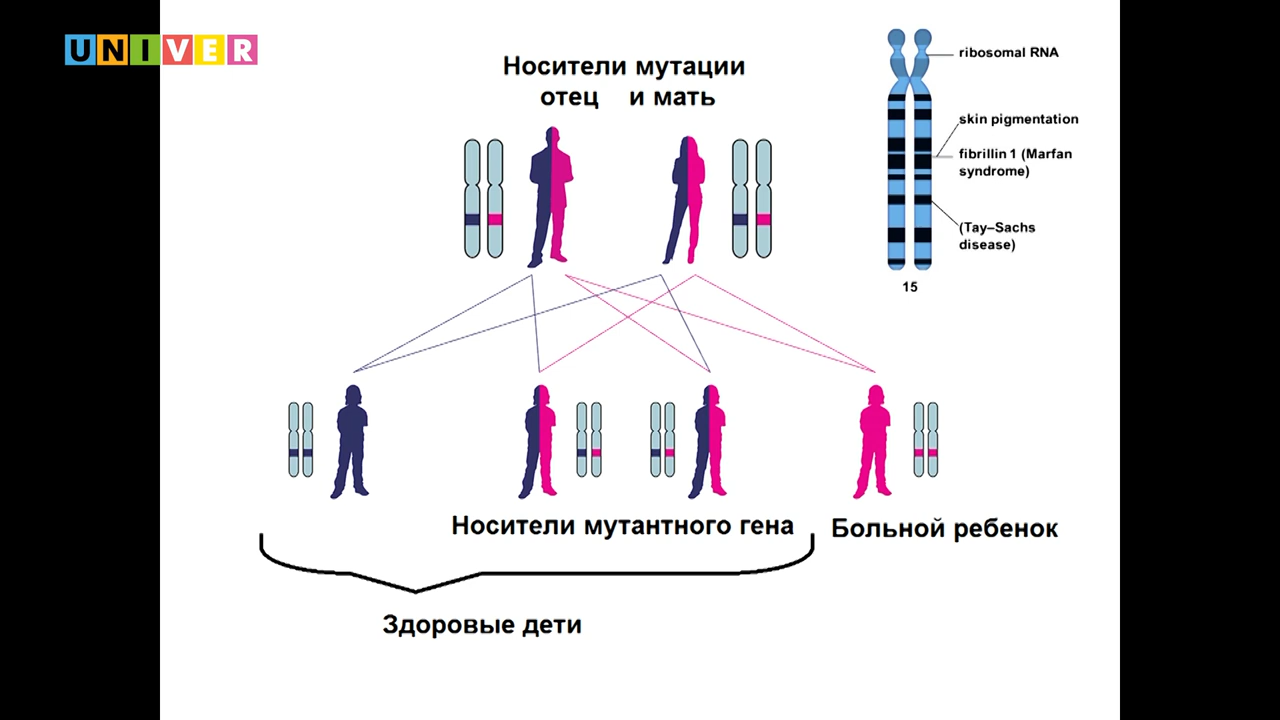 UNIVER
Носители мутации
отец и мать
ribosomal RNA
skin pigmentation
fibrillin 1 (Marfan
syndrome)
(Tay–Sachs
disease)
15
Носители мутантного гена
Больной ребенок
Здоровые дети